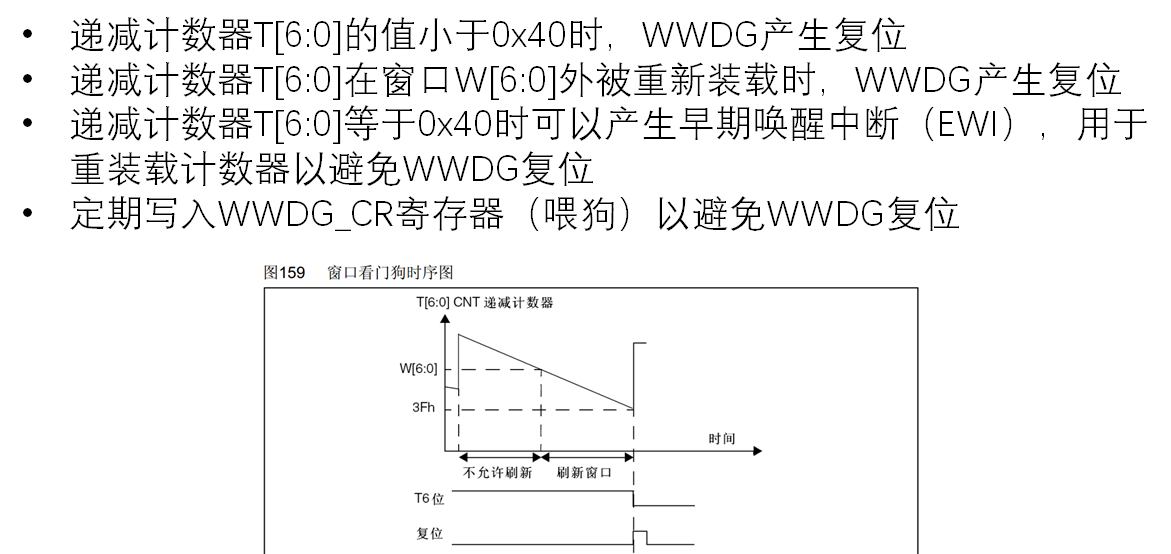 • 递减计数器T[6:0]的值小于0x40时，WWDG产生复位
• 递减计数器T[6:0]在窗口W[6:0]外被重新装载时，WWDG产生复位
• 递减计数器T[6:0]等于0x40时可以产生早期唤醒中断（EWI），用于
重装载计数器以避免WWDG复位
• 定期写入WWDG_CR寄存器（喂狗）以避免WWDG复位
图159 窗口看门狗时序图
T[6:0] CNT 递减计数器
W[6:0]
3Fh
时间
不允许刷新 刷新窗口
T6位
复位